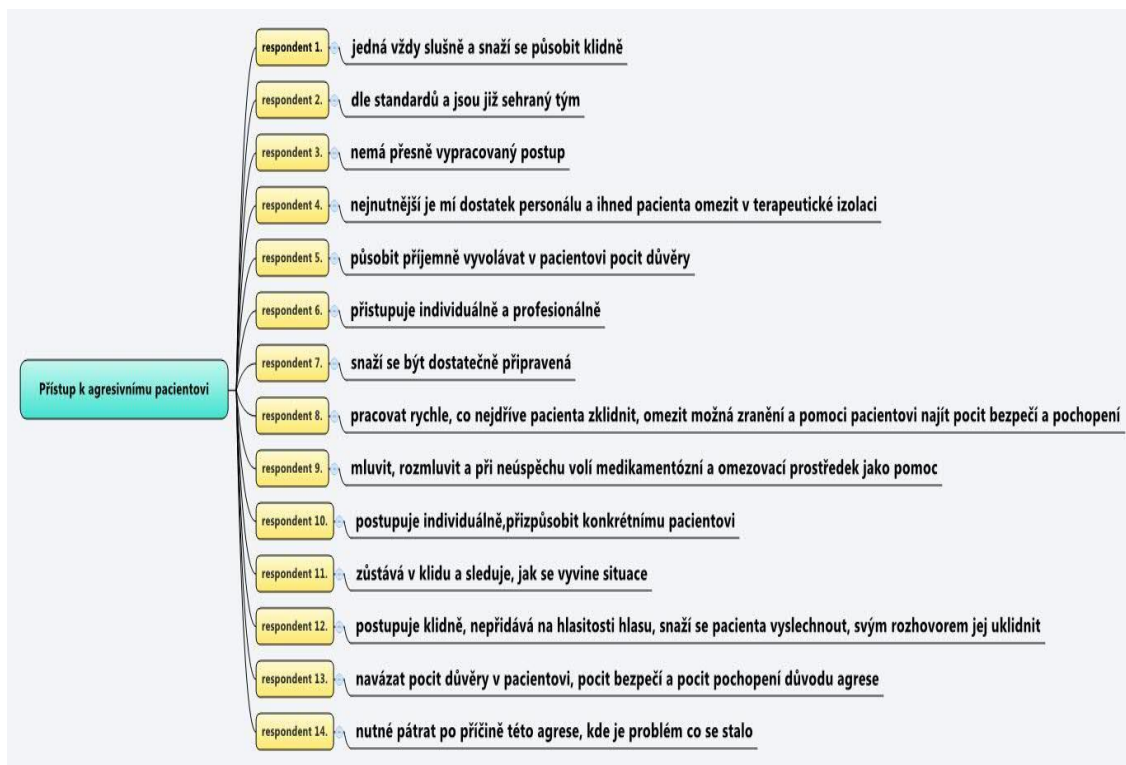 respondent 1. jedná vždy slušně a snaží se působit klidně
respondent 2. dle standardů a jsou již sehraný tým
respondent 3. nemá přesně vypracovaný postup
respondent 4. nejnutnější je mí dostatek personálu a ihned pacienta omezit v terapeutické izolaci
respondent 5. působit příjemně vyvolávat v pacientovi pocit důvěry
respondent 6. přistupuje individuálně a profesionálně
respondent 7. snaží se být dostatečně připravená
Přístup k agresivnímu pacientovi
respondent 8. pracovat rychle, co nejdříve pacienta zklidnit, omezit možná zranění a pomoci pacientovi najít pocit bezpečí a pochopení
respondent 9. mluvit, rozmluvit a při neúspěchu volí medikamentózní a omezovací prostředek jako pomoc
respondent 10. postupuje individuálně,přizpůsobit konkrétnímu pacientovi
respondent 11. zůstává v klidu a sleduje, jak se vyvine situace
respondent 12. postupuje klidně, nepřidává na hlasitosti hlasu, snaží se pacienta vyslechnout, svým rozhovorem jej uklidnit
respondent 13. navázat pocit důvěry v pacientovi, pocit bezpečí a pocit pochopení důvodu agrese
respondent 14. nutné pátrat po příčině této agrese, kde je problém co se stalo